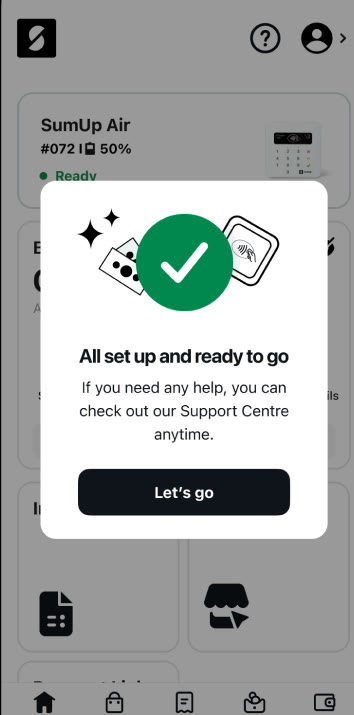 SumUp Air
#072 I 50%
Ready
All set up and ready to go
If you need any help, you can
check out our Support Centre
anytime.
Let's go